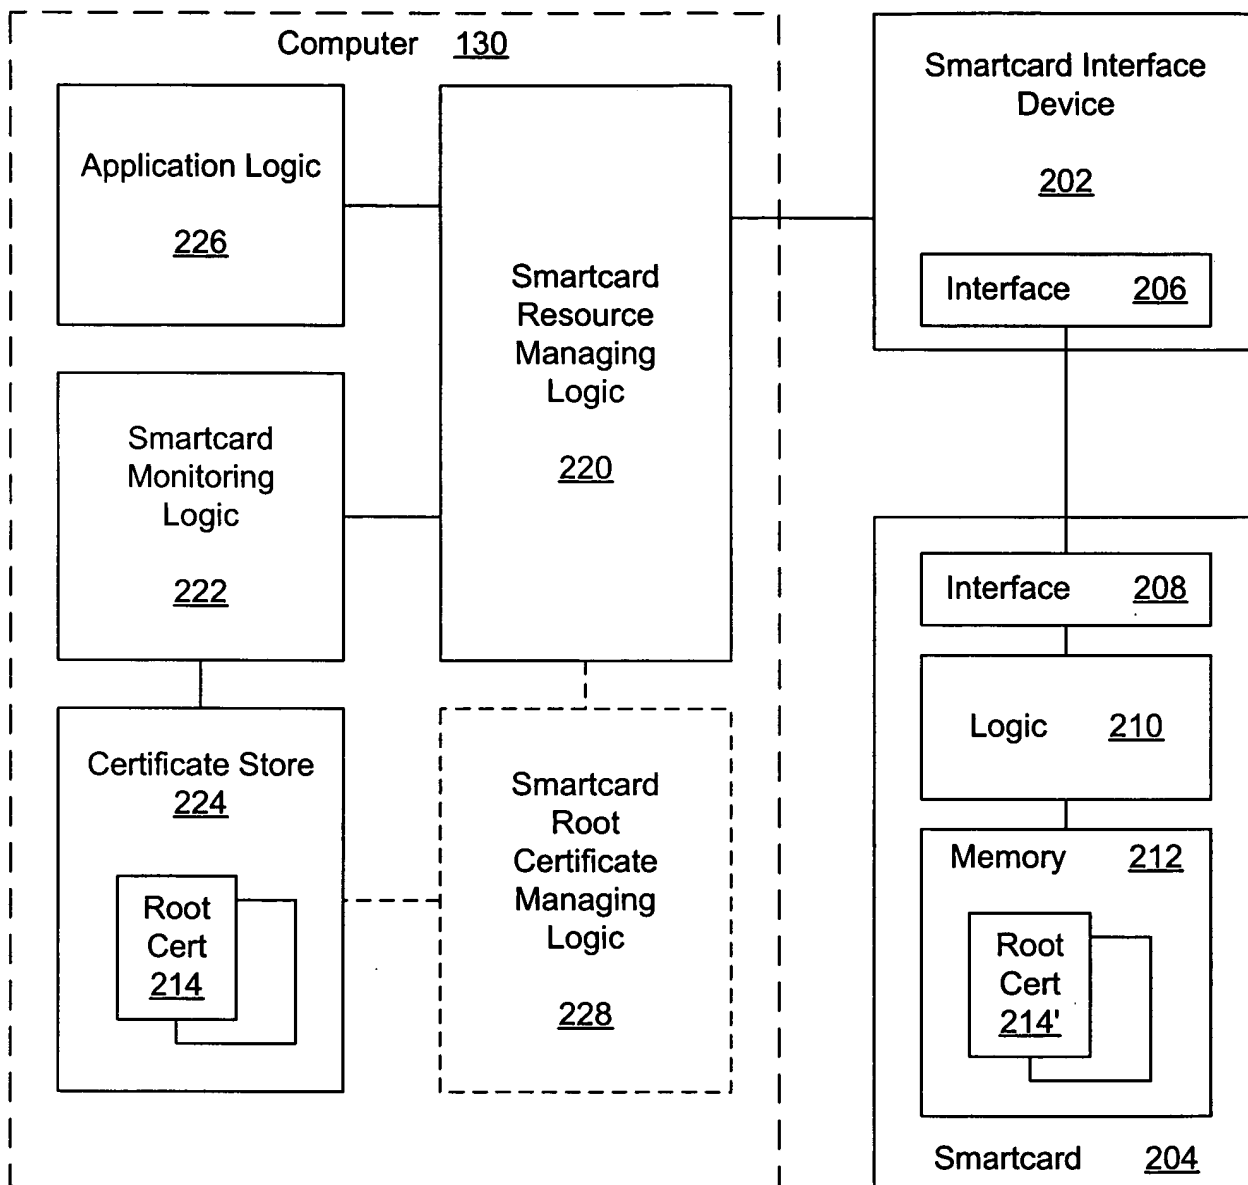 Computer 130
Application Logic
226
Smartcard
Monitoring
Logic
222
Certificate Store
224
Root
Cert
214
Smartcard
Resource
Managing
Logic
220
Smartcard
Root
Certificate
Managing
Logic
228
Smartcard Interface
Device
202
Interface 206
Interface 208
Logic 210
Memory 212
Root
Cert
214'
Smartcard 204